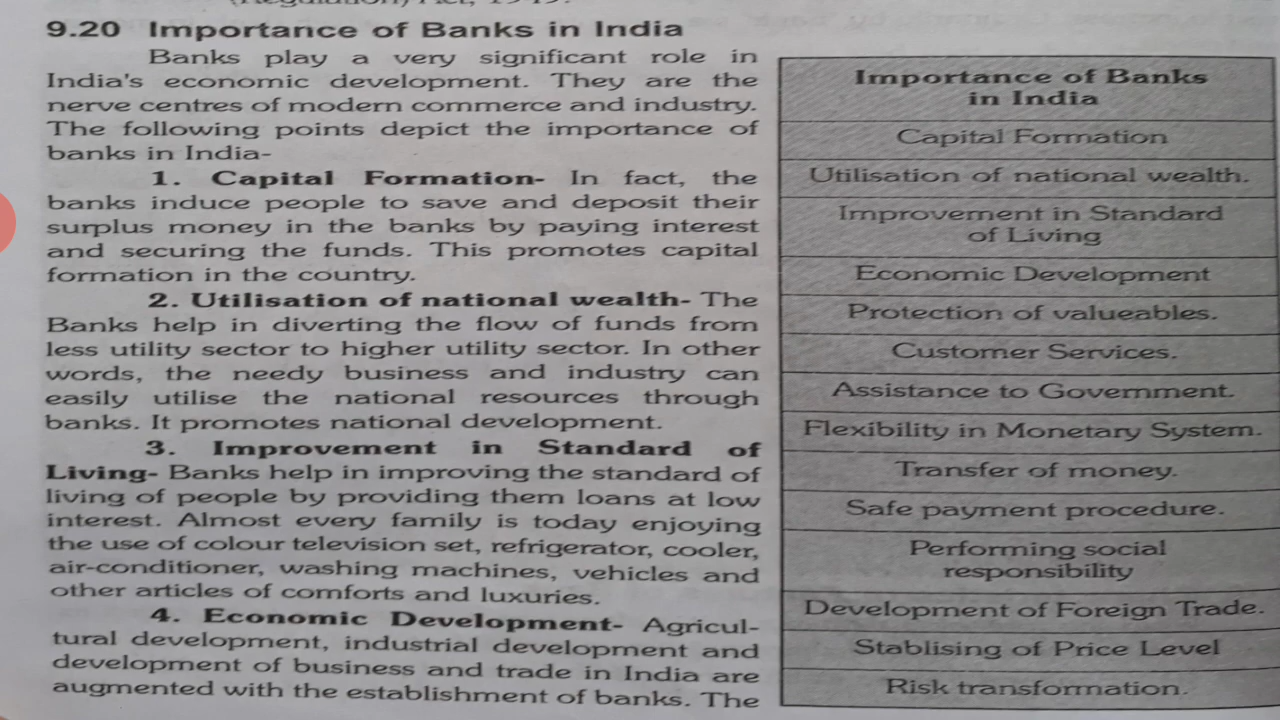 (Regulation) Act, 1949.
9.20 Importance of Banks in India
Banks play a very significant role in
India's economic development. They are the
nerve centres of modern commerce and industry.
The following points depict the importance of
banks in India-
1. Capital Formation- In fact, the
banks induce people to save and deposit their
surplus money in the banks by paying interest
and securing the funds. This promotes capital
formation in the country.
2. Utilisation of national wealth- The
Banks help in diverting the flow of funds from
less utility sector to higher utility sector. In other
words, the needy business and industry can
easily utilise the national resources through
banks. It promotes national development.
3. Improvement in Standard of
Living- Banks help in improving the standard of
living of people by providing them loans at low
interest. Almost every family is today enjoying
the use of colour television set, refrigerator, cooler,
air-conditioner, washing machines, vehicles and
other articles of comforts and luxuries.
4. Economic Development- Agricul-
tural development, industrial development and
development of business and trade in India are
augmented with the establishment of banks. The
Importance of Banks
in India
Capital Formation
Utilisation of national wealth.
Improvement in Standard
of Living
Economic Development
Protection of valueables.
Customer Services.
Assistance to Government.
Flexibility in Monetary System.
Transfer of money.
Safe payment procedure.
Performing social
responsibility
Development of Foreign Trade.
Stablising of Price Level
Risk transformation.